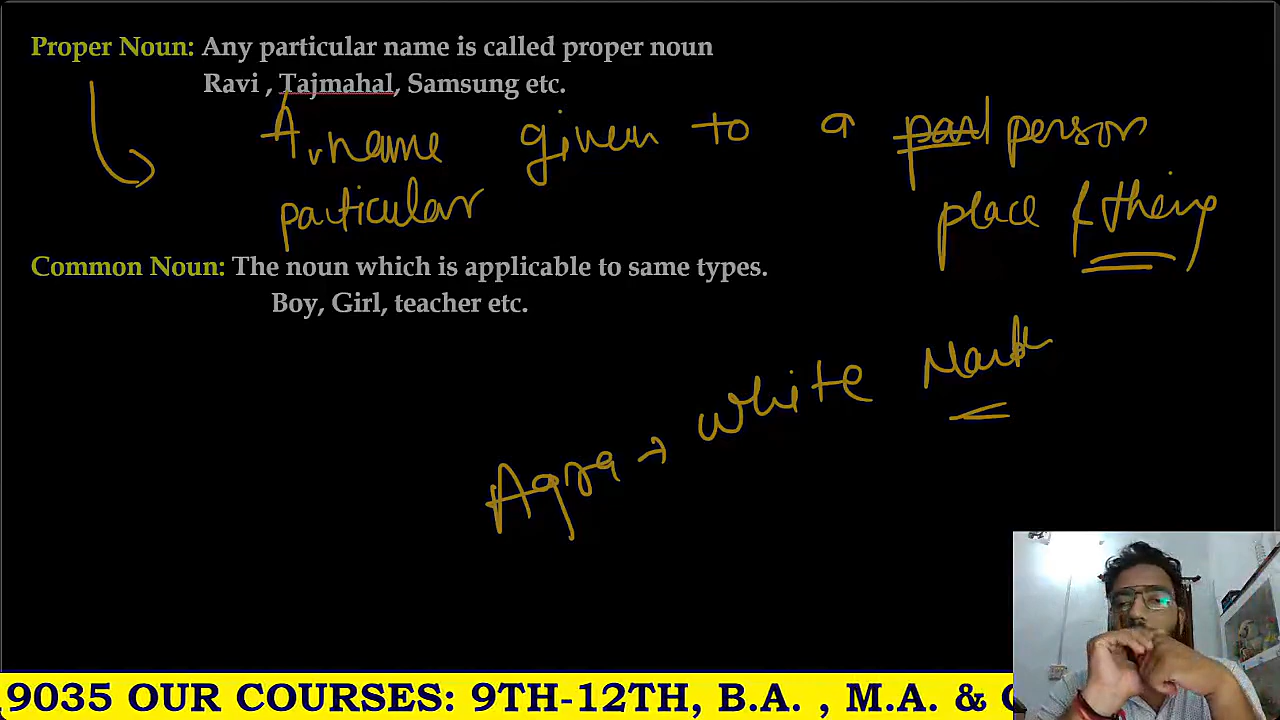 Proper Noun: Any particular name is called proper noun
Ravi , Tajmahal, Samsung etc.
A name given to a person
particular
place & thing
Common Noun: The noun which is applicable to same types.
Boy, Girl, teacher etc.
Agra → White
9035 OUR COURSES: 9TH-12TH, B.A. , M.A. &